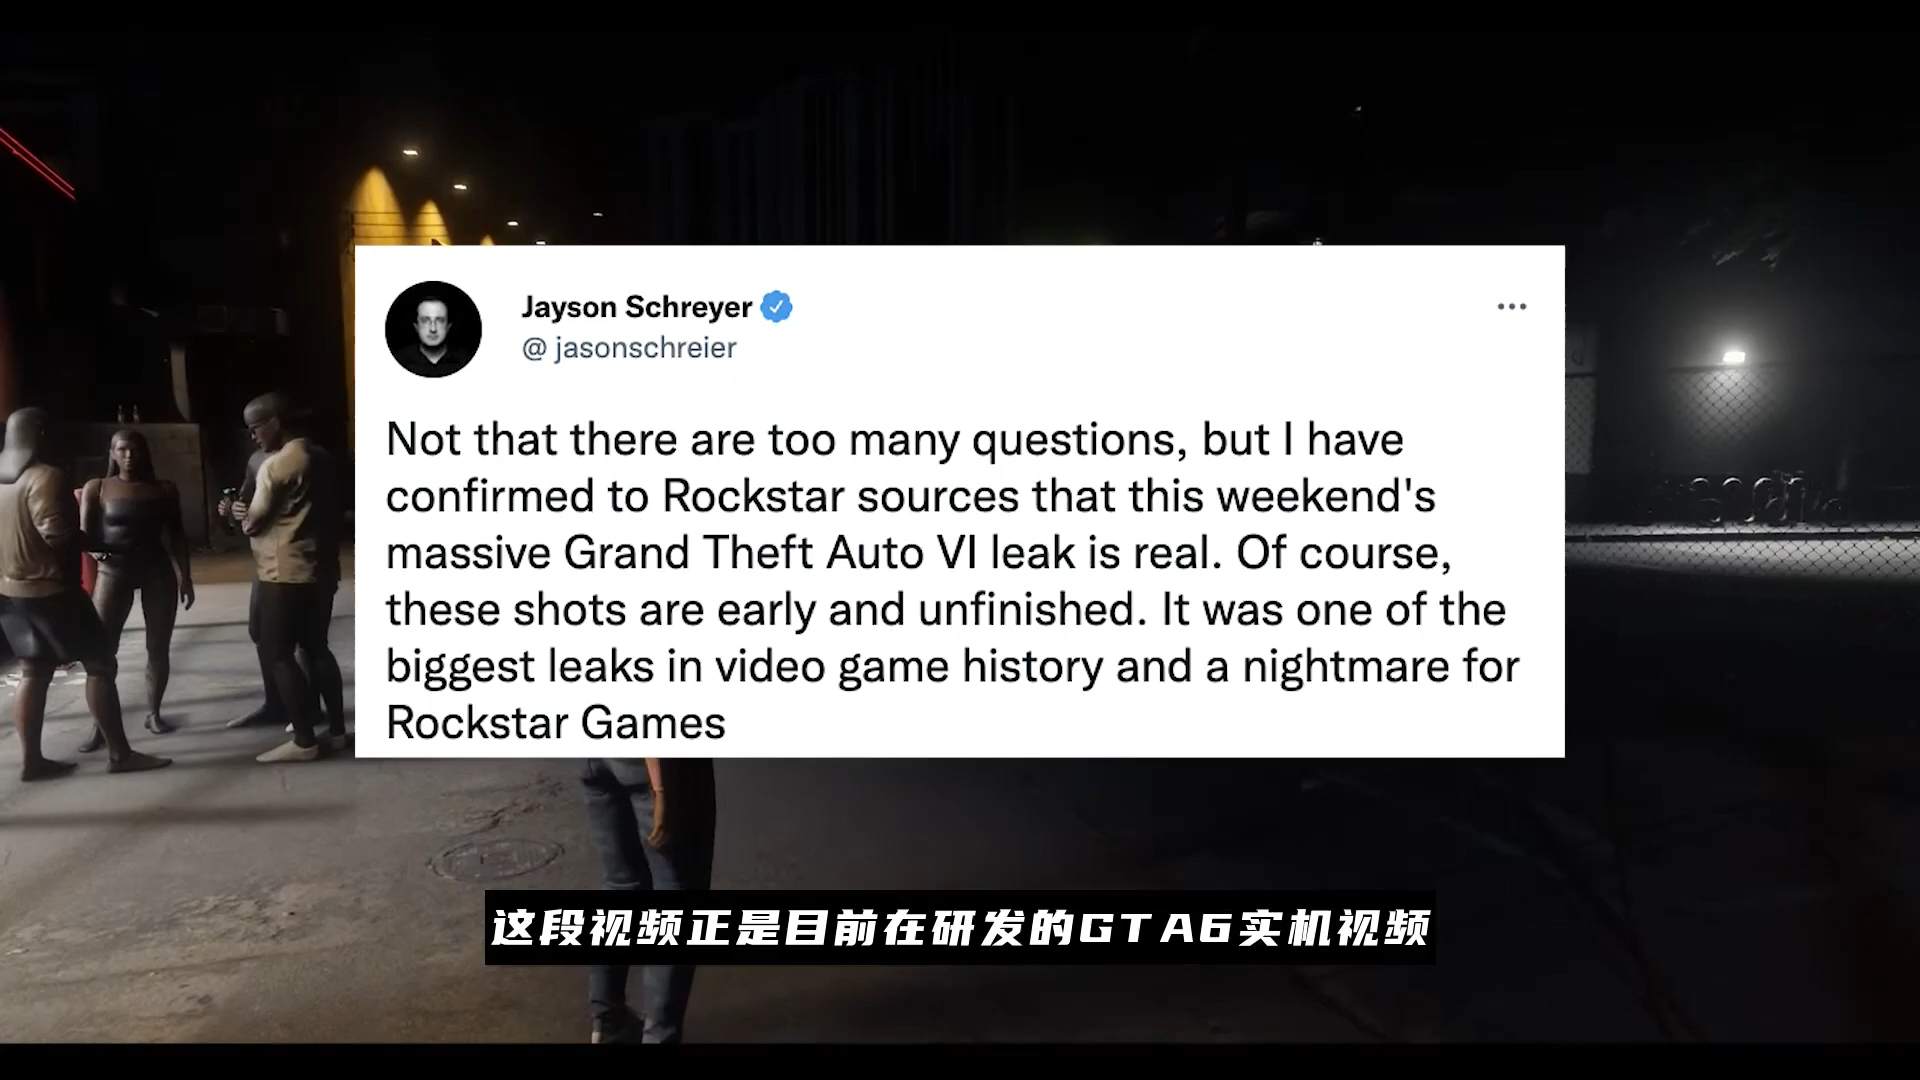 Jayson Schreyer
@ jasonschreier
Not that there are too many questions, but I have
confirmed to Rockstar sources that this weekend's
massive Grand Theft Auto VI leak is real. Of course,
these shots are early and unfinished. It was one of the
biggest leaks in video game history and a nightmare for
Rockstar Games
这段视频正是目前在研发的GTA6实机视频